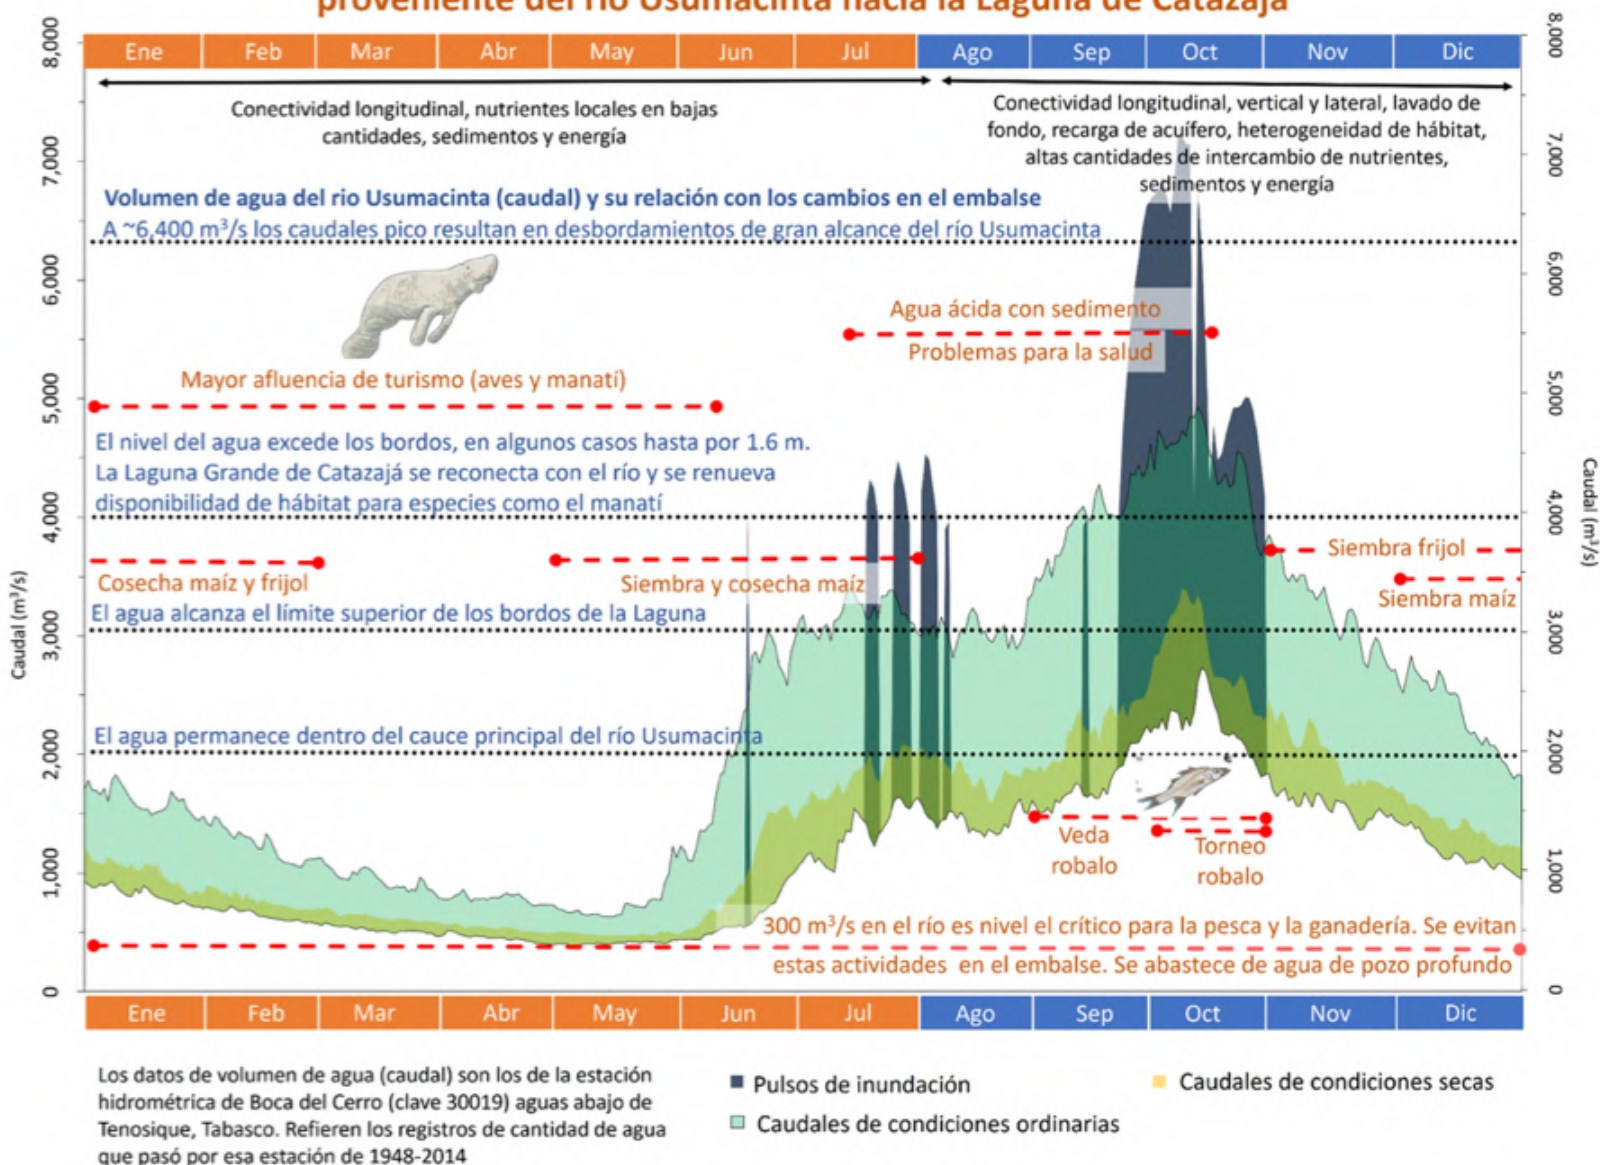 proveniente del río Usumacinta hacia la Laguna de Catazajá
8,000
7,000
6,000
5,000
4,000
3,000
2,000
1,000
0
Caudal (m³/s)
Ene Feb Mar Abr May Jun Jul Ago Sep Oct Nov Dic
Conectividad longitudinal, nutrientes locales en bajas
cantidades, sedimentos y energía
Conectividad longitudinal, vertical y lateral, lavado de
fondo, recarga de acuífero, heterogeneidad de hábitat,
altas cantidades de intercambio de nutrientes,
sedimentos y energía
Volumen de agua del rio Usumacinta (caudal) y su relación con los cambios en el embalse
A ~6,400 m³/s los caudales pico resultan en desbordamientos de gran alcance del río Usumacinta
Agua ácida con sedimento
Problemas para la salud
Mayor afluencia de turismo (aves y manatí)
El nivel del agua excede los bordos, en algunos casos hasta por 1.6 m.
La Laguna Grande de Catazajá se reconecta con el río y se renueva
disponibilidad de hábitat para especies como el manatí
Cosecha maíz y frijol
Siembra y cosecha maíz
Siembra frijol
Siembra maíz
El agua alcanza el límite superior de los bordos de la Laguna
El agua permanece dentro del cauce principal del río Usumacinta
Veda
robalo
Torneo
robalo
300 m³/s en el río es nivel el crítico para la pesca y la ganadería. Se evitan
estas actividades en el embalse. Se abastece de agua de pozo profundo
8,000
7,000
6,000
5,000
4,000
3,0000
2,000
1,000
0
Caudal (m³/s)
Ene Feb Mar Abr May Jun Jul Ago Sep Oct Nov Dic
Los datos de volumen de agua (caudal) son los de la estación
hidrométrica de Boca del Cerro (clave 30019) aguas abajo de
Tenosique, Tabasco. Refieren los registros de cantidad de agua
que pasó por esa estación de 1948-2014
Pulsos de inundación
Caudales de condiciones ordinarias
Caudales de condiciones secas